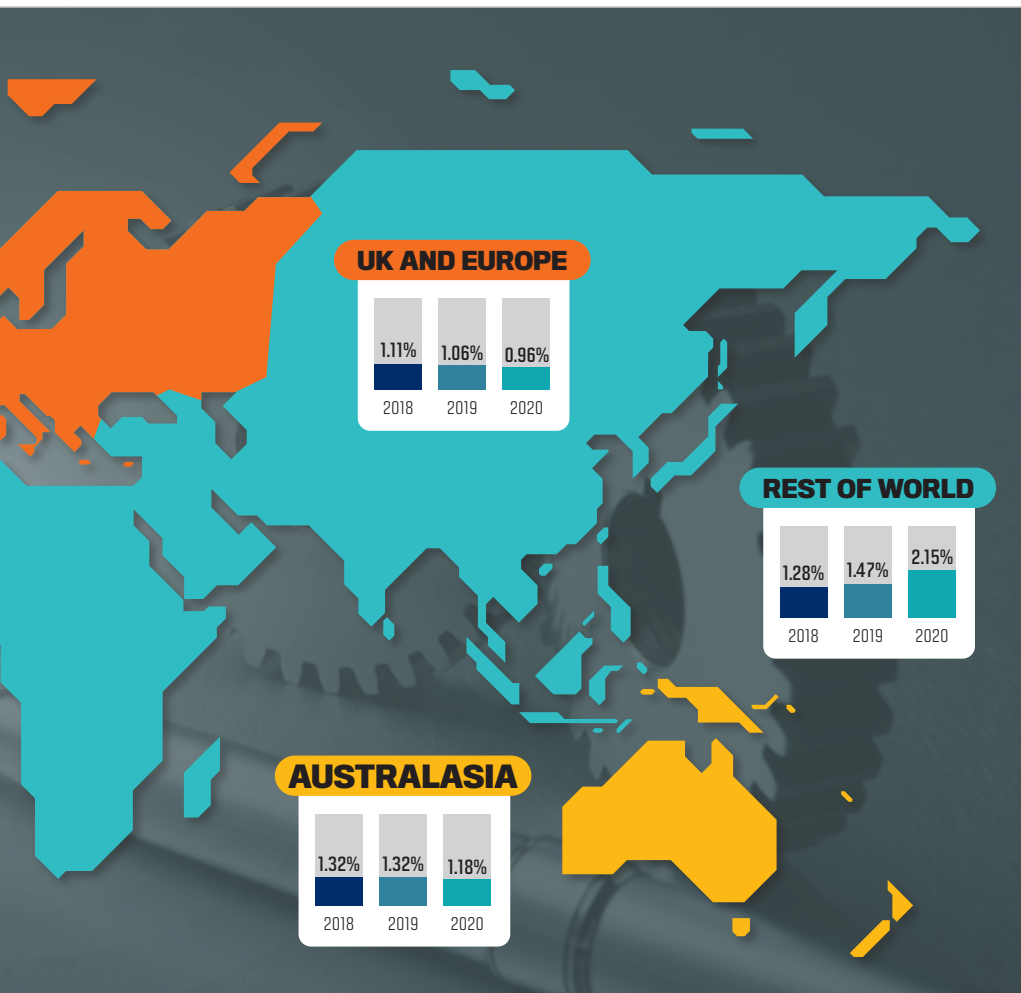 UK AND EUROPE
1.11% 1.06% 0.96%
2018 2019 2020
REST OF WORLD
1.28% 1.47% 2.15%
2018 2019 2020
AUSTRALASIA
1.32% 1.32% 1.18%
2018 2019 2020